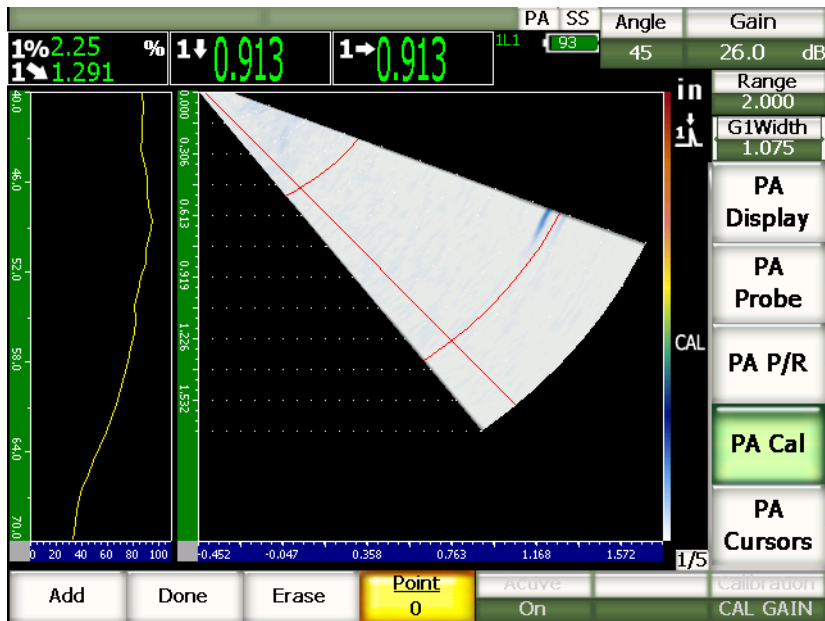 PA SS Angle Gain
1%2.25 % 1 0.913 1 0.913 1L1 93 45 26.0 dB
1 1.291
in
Range
2.000
1
G1Width
1.075
PA
Display
PA
Probe
CAL
PA P/R
PA Cal
PA
Cursors
40.0
46.0
52.0
58.0
64.0
70.0
0.000
0.306
0.613
0.919
1.226
1.532
0 20 40 60 80 100
-0.452 -0.047 0.358 0.763 1.168 1.572
1/5
Add Done Erase Point Active Calibration
0 On CAL GAIN